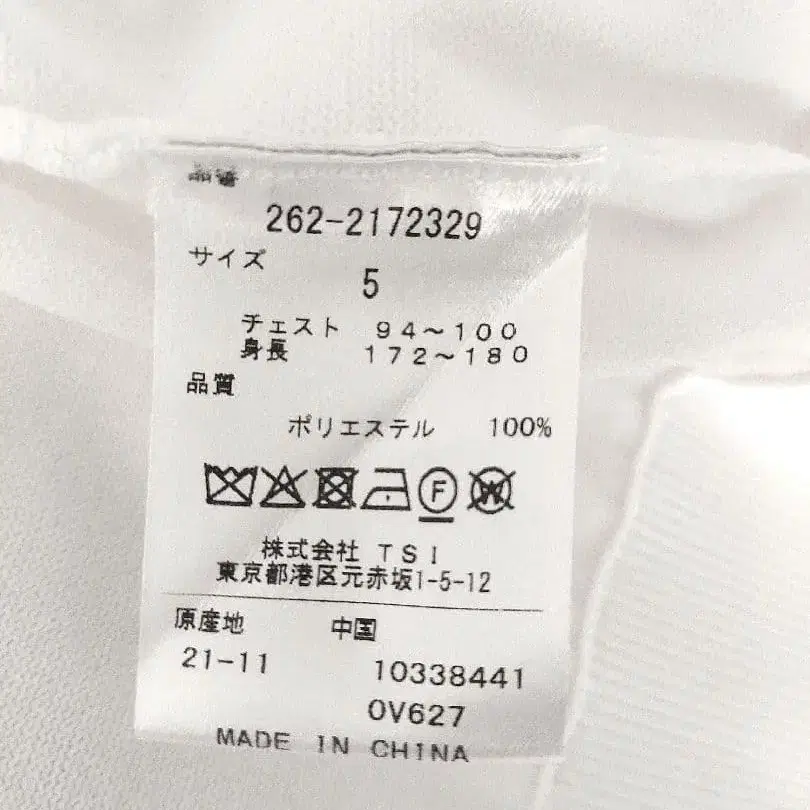 品番
262-2172329
サイズ
5
チェスト 94～100
身長 172～180
品質
ポリエステル 100%
株式会社 TSI
東京都港区元赤坂1-5-12
原産地 中国
21-11 10338441
0V627
MADE IN CHINA